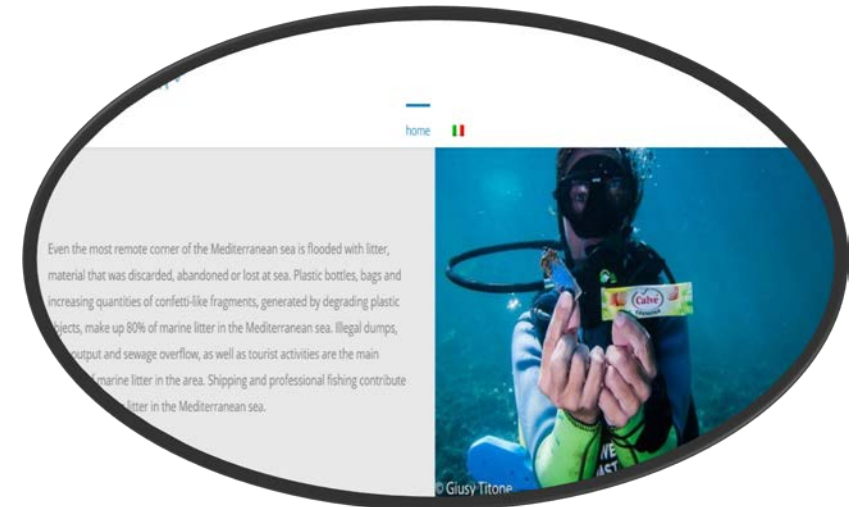 home
Even the most remote corner of the Mediterranean sea is flooded with litter,
material that was discarded, abandoned or lost at sea. Plastic bottles, bags and
increasing quantities of confetti-like fragments, generated by degrading plastic
jects, make up 80% of marine litter in the Mediterranean sea. Illegal dumps,
output and sewage overflow, as well as tourist activities are the main
marine litter in the area. Shipping and professional fishing contribute
litter in the Mediterranean sea.
Calvé
© Giusy Titone